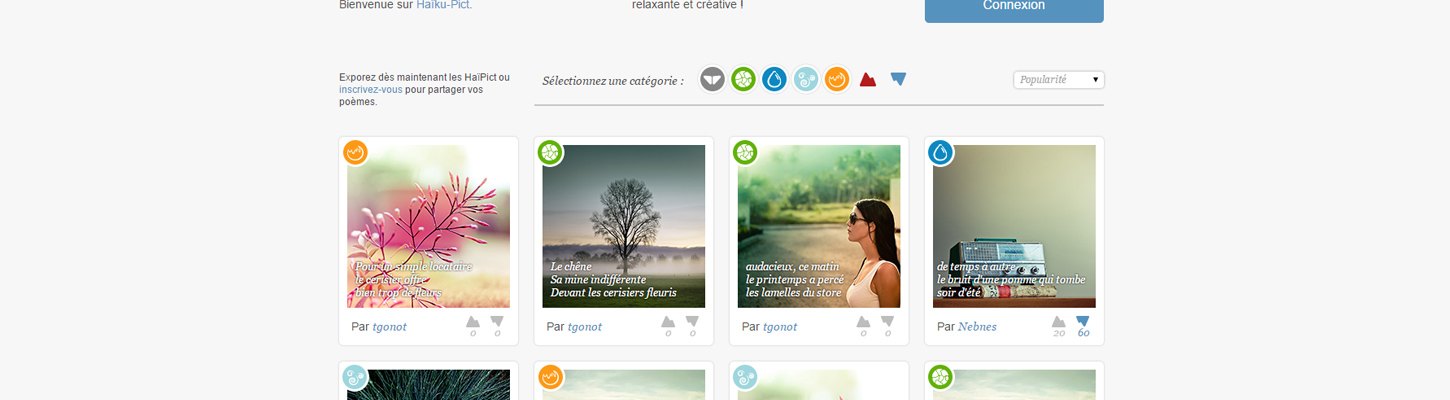 Bienvenue sur Haïku-Pict.
relaxante et créative !
Connexion
Exporez dès maintenant les HaïPict ou
inscrivez-vous pour partager vos
poèmes.
Sélectionnez une catégorie :
Popularité
Pour un simple locataire
le cerisier offre
bien trop de fleurs
Par tgonot
0
0
Le chêne
Sa mine indifférente
Devant les cerisiers fleuris
Par tgonot
0
0
audacieux, ce matin
le printemps a percé
les lamelles du store
Par tgonot
0
0
de temps à autre
le bruit d'une pomme qui tombe
soir d'été
Par Nebnes
20
60